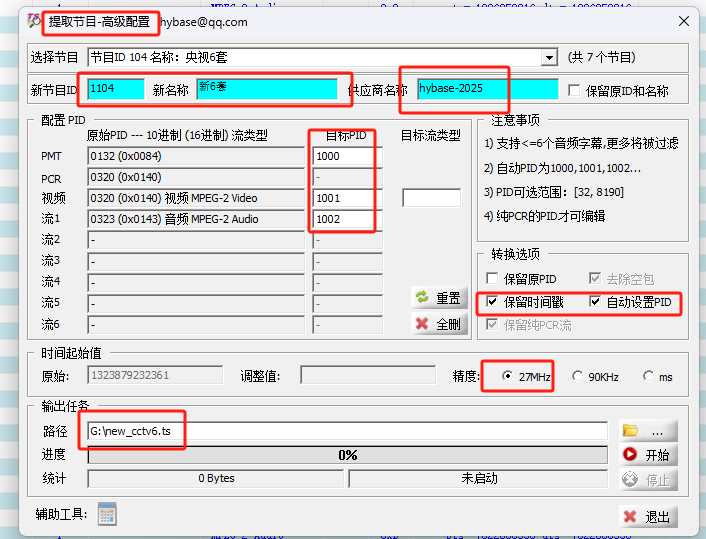 提取节目-高级配置 hybase@qq.com
选择节目 节目ID 104 名称：央视6套 (共 7 个节目)
新节目ID 1104 新名称 新6套 供应商名称 hybase-2025 保留原ID和名称
配置 PID
原始PID --- 10进制 (16进制) 流类型 目标PID 目标流类型
PMT 0132 (0x0084) 1000
PCR 0320 (0x0140) -
视频 0320 (0x0140) 视频 MPEG-2 Video 1001
流1 0323 (0x0143) 音频 MPEG-2 Audio 1002
流2 - -
流3 - -
流4 - -
流5 - - 重置
流6 - - 全删
注意事项
1) 支持<=6个音频字幕,更多将被过滤
2) 自动PID为1000,1001,1002...
3) PID可选范围：[32, 8190]
4) 纯PCR的PID才可编辑
转换选项
保留原PID 去除空包
保留时间戳 自动设置PID
保留纯PCR流
时间起始值
原始: 1323879232361 调整值: 精度: 27MHz 90KHz ms
输出任务
路径 G:\new_cctv6.ts ...
进度 0% 开始
统计 0 Bytes 未启动 停止
辅助工具: 退出